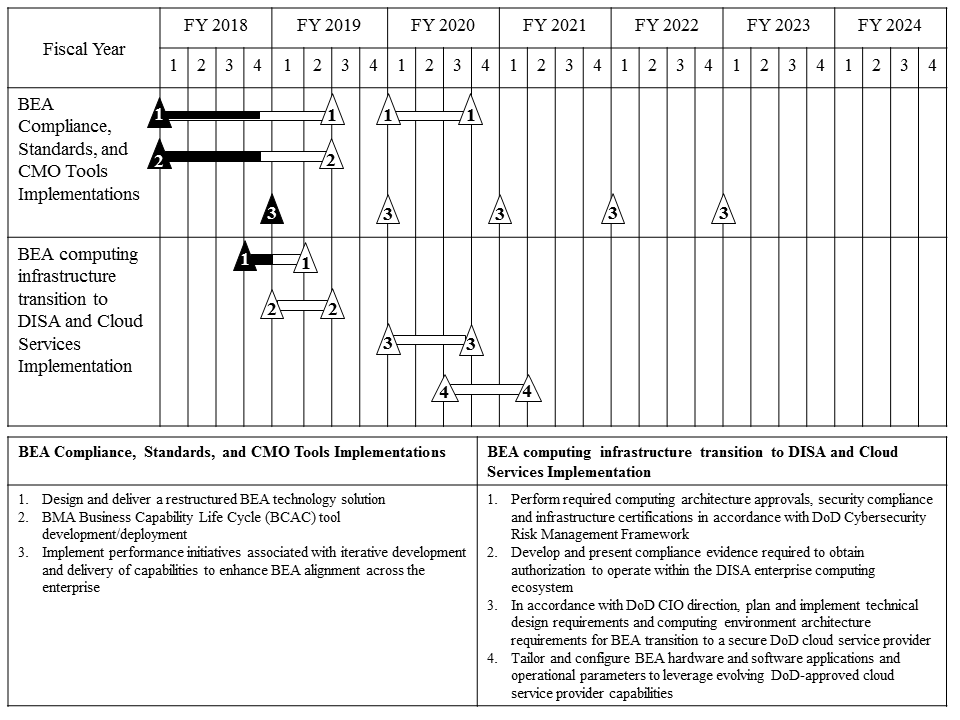 Fiscal Year
FY 2018 FY 2019 FY 2020 FY 2021 FY 2022 FY 2023 FY 2024
1 2 3 4 1 2 3 4 1 2 3 4 1 2 3 4 1 2 3 4 1 2 3 4 1 2 3 4
BEA
Compliance,
Standards, and
CMO Tools
Implementations
1 1 1 1
2 2
3 3 3 3 3
BEA computing
infrastructure
transition to
DISA and Cloud
Services
Implementation
1 1
2 2
3 3
4 4
BEA Compliance, Standards, and CMO Tools Implementations
1. Design and deliver a restructured BEA technology solution
2. BMA Business Capability Life Cycle (BCAC) tool
development/deployment
3. Implement performance initiatives associated with iterative development
and delivery of capabilities to enhance BEA alignment across the
enterprise
BEA computing infrastructure transition to DISA and Cloud
Services Implementation
1. Perform required computing architecture approvals, security compliance
and infrastructure certifications in accordance with DoD Cybersecurity
Risk Management Framework
2. Develop and present compliance evidence required to obtain
authorization to operate within the DISA enterprise computing
ecosystem
3. In accordance with DoD CIO direction, plan and implement technical
design requirements and computing environment architecture
requirements for BEA transition to a secure DoD cloud service provider
4. Tailor and configure BEA hardware and software applications and
operational parameters to leverage evolving DoD-approved cloud
service provider capabilities